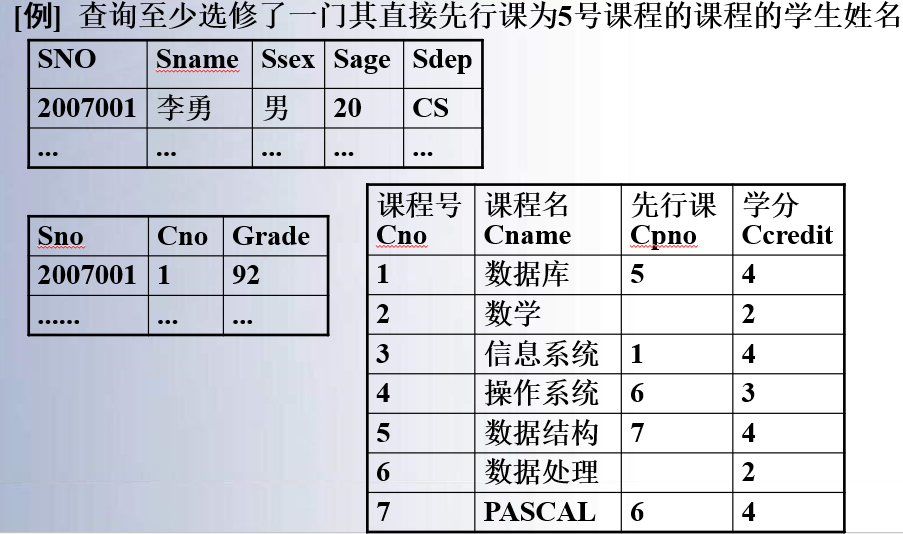 [例] 查询至少选修了一门其直接先行课为5号课程的课程的学生姓名
SNO Sname Ssex Sage Sdep
2007001 李勇 男 20 CS
... ... ... ... ...
Sno Cno Grade
2007001 1 92
...... ... ...
课程号 课程名 先行课 学分
Cno Cname Cpno Ccredit
1 数据库 5 4
2 数学 2
3 信息系统 1 4
4 操作系统 6 3
5 数据结构 7 4
6 数据处理 2
7 PASCAL 6 4